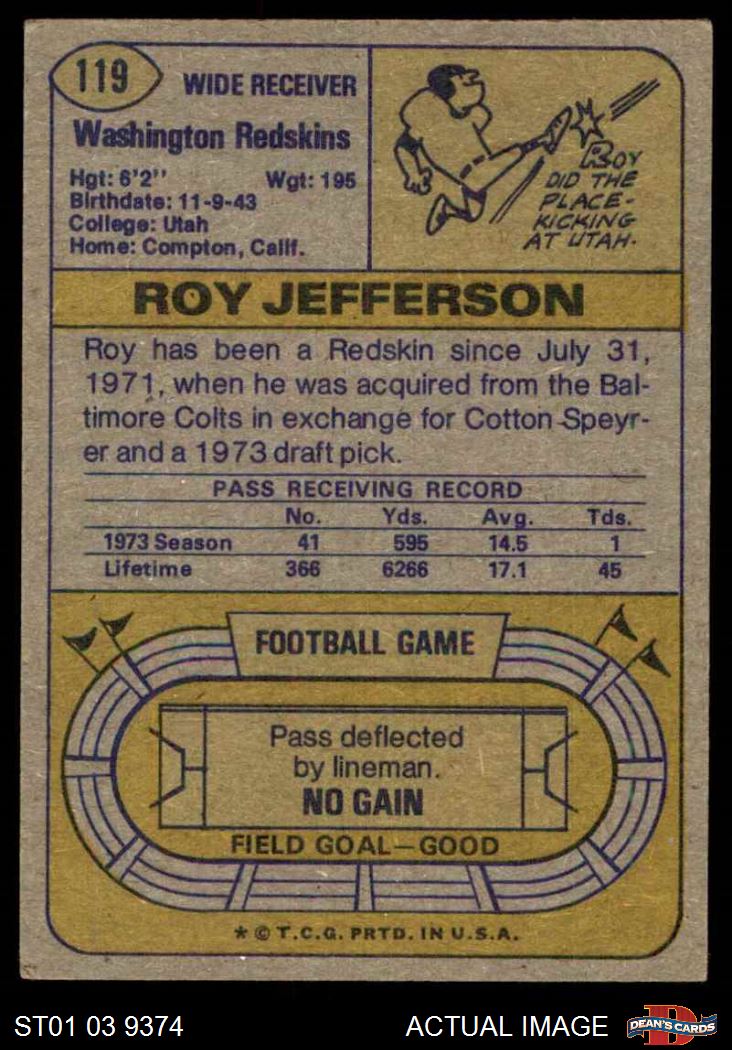 119
WIDE RECEIVER
Washington Redskins
Hgt: 6'2"   Wgt: 195
Birthdate: 11-9-43
College: Utah
Home: Compton, Calif.
ROY
DID THE
PLACE-
KICKING
AT UTAH.
ROY JEFFERSON
Roy has been a Redskin since July 31,
1971, when he was acquired from the Bal-
timore Colts in exchange for Cotton Speyr-
er and a 1973 draft pick.
PASS RECEIVING RECORD
No. Yds. Avg. Tds.
1973 Season 41 595 14.5 1
Lifetime 366 6266 17.1 45
FOOTBALL GAME
Pass deflected
by lineman.
NO GAIN
FIELD GOAL—GOOD
* © T.C.G. PRTD. IN U.S.A.
ST01 03 9374
ACTUAL IMAGE
D
DEAN'S CARDS